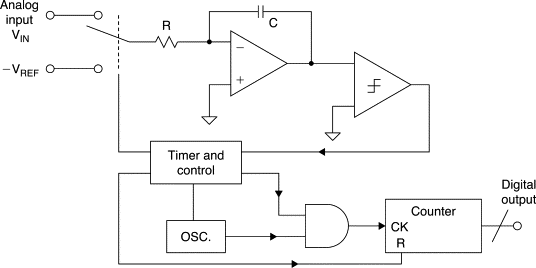 Analog
input
VIN
R
C
−
+
−VREF
Timer and
control
OSC.
Counter
CK
R
Digital
output